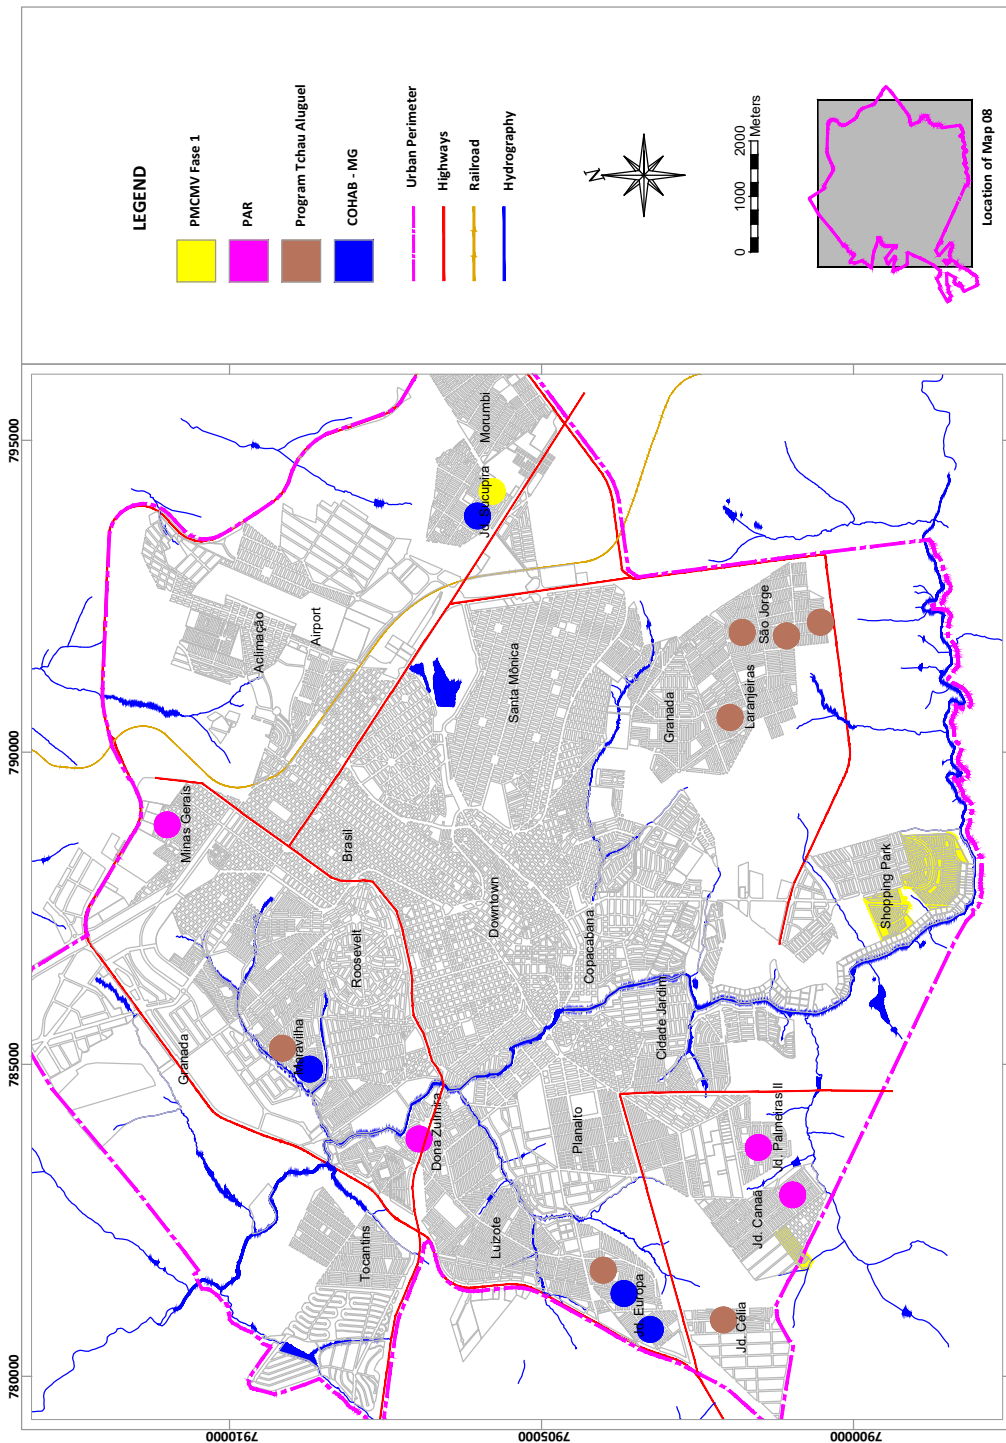 LEGEND
PMCMV Fase 1
PAR
Program Tchau Aluguel
COHAB - MG
Urban Perimeter
Highways
Railroad
Hydrography
N
0 1000 2000
Meters
Location of Map 08
795000
790000
785000
780000
7910000
7905000
7900000
Morumbi
Jd. Sucupira
Aclimação
Airport
Santa Mônica
São Jorge
Laranjeiras
Granada
Minas Gerais
Brasil
Downtown
Roosevelt
Copacabana
Shopping Park
Cidade Jardim
Granada
Maravilha
Dona Zulmira
Planalto
Jd. Palmeiras II
Jd. Canaã
Luizote
Tocantins
Jd. Europa
Jd. Célia